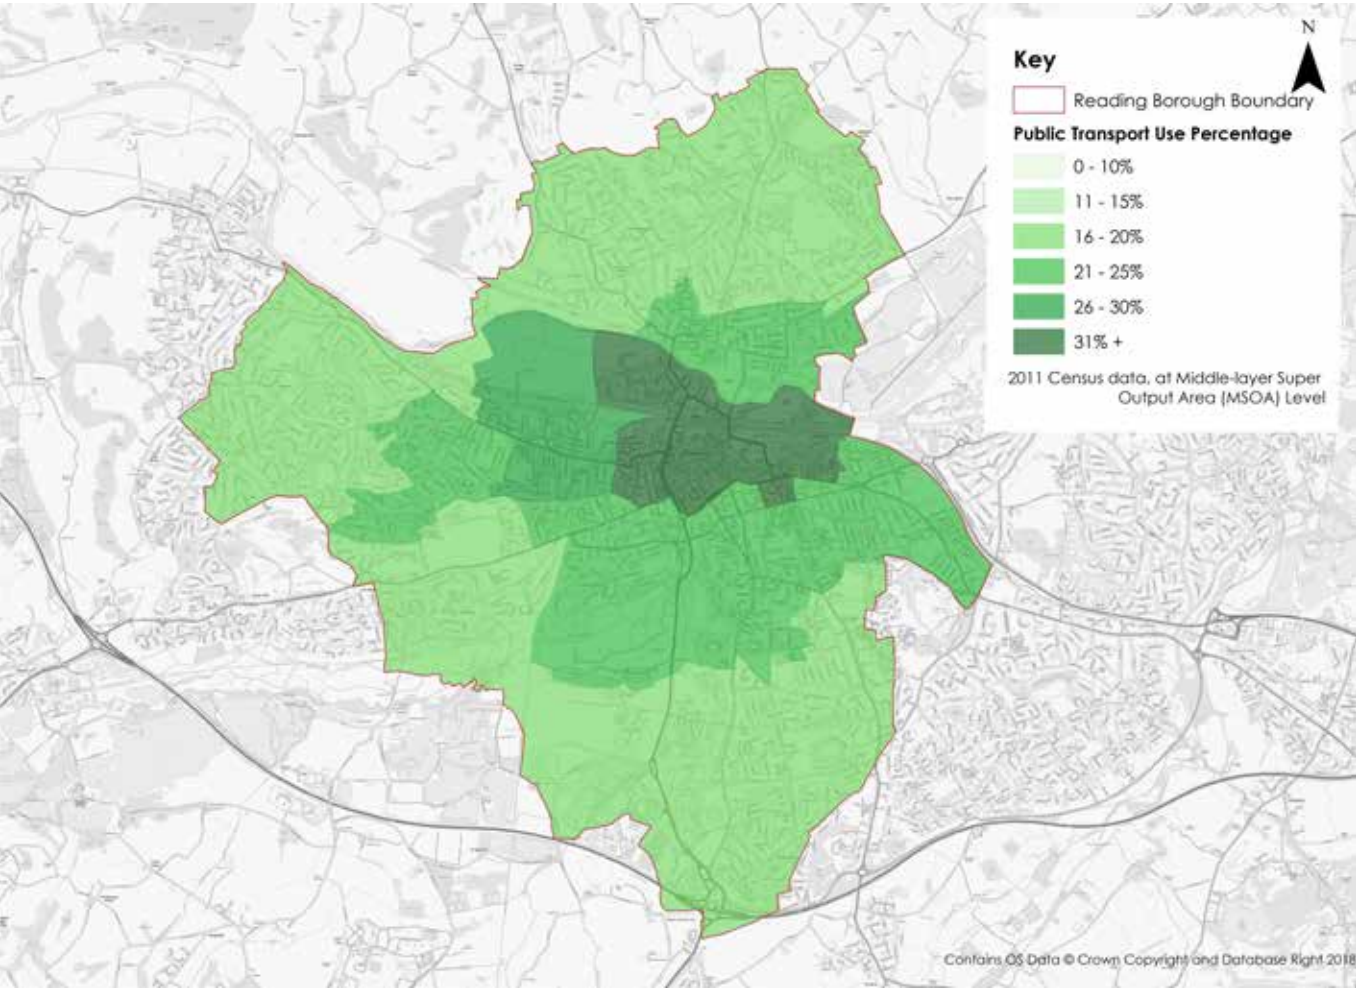 N
Key
Reading Borough Boundary
Public Transport Use Percentage
0 - 10%
11 - 15%
16 - 20%
21 - 25%
26 - 30%
31% +
2011 Census data, at Middle-layer Super
Output Area (MSOA) Level
Contains OS Data © Crown Copyright and Database Right 2018